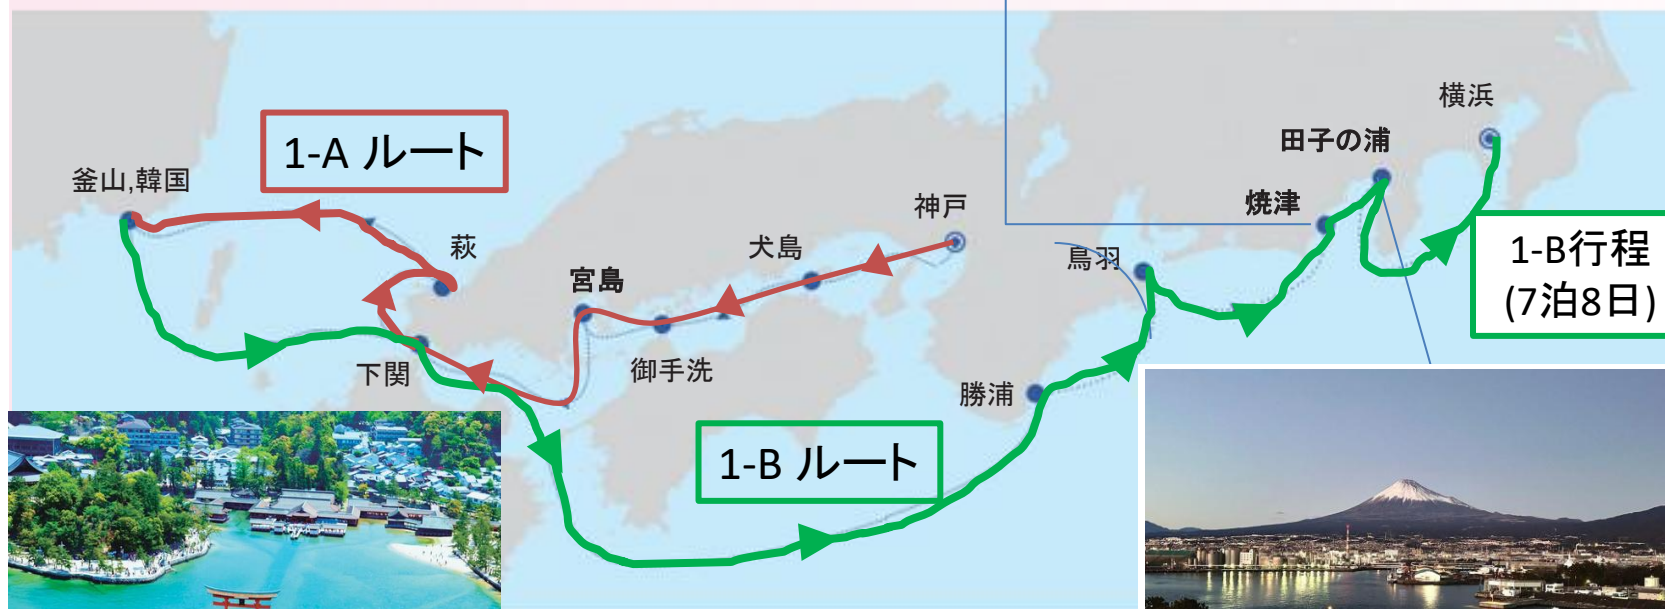 横浜
1-A ルート
田子の浦
釜山,韓国
神戸
焼津
萩
犬島
鳥羽
1-B行程
(7泊8日)
宮島
下関
御手洗
勝浦
1-B ルート